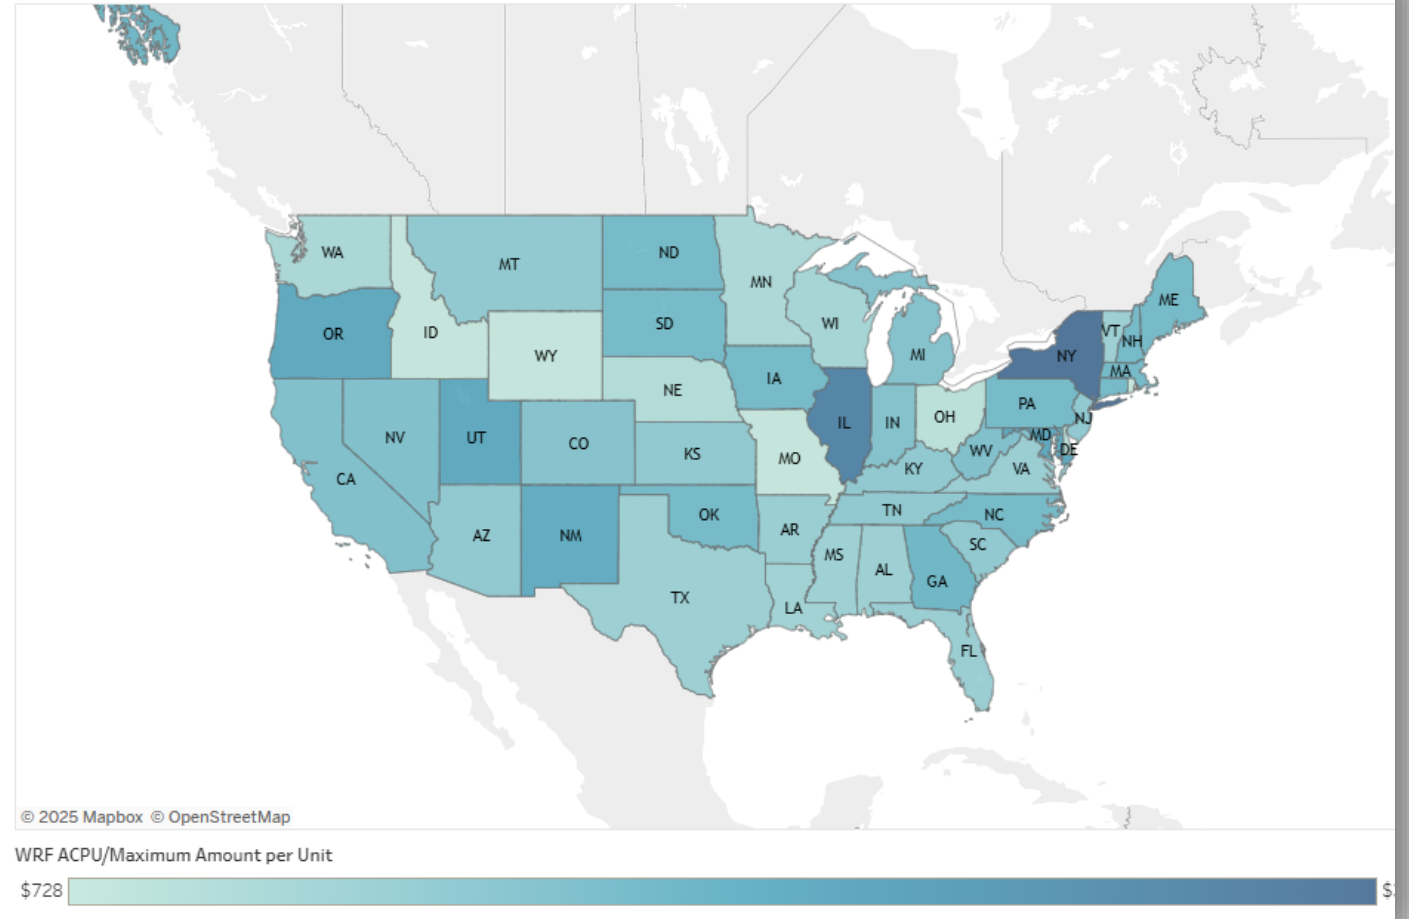 WA
MT
ND
MN
ME
OR
ID
WY
SD
WI
MI
VT
NH
NY
MA
NE
IA
PA
NV
UT
CO
KS
MO
IL
IN
OH
NJ
MD
DE
WV
VA
KY
CA
AZ
NM
OK
AR
TN
NC
SC
MS
AL
GA
TX
LA
FL
© 2025 Mapbox © OpenStreetMap
WRF ACPU/Maximum Amount per Unit
$728